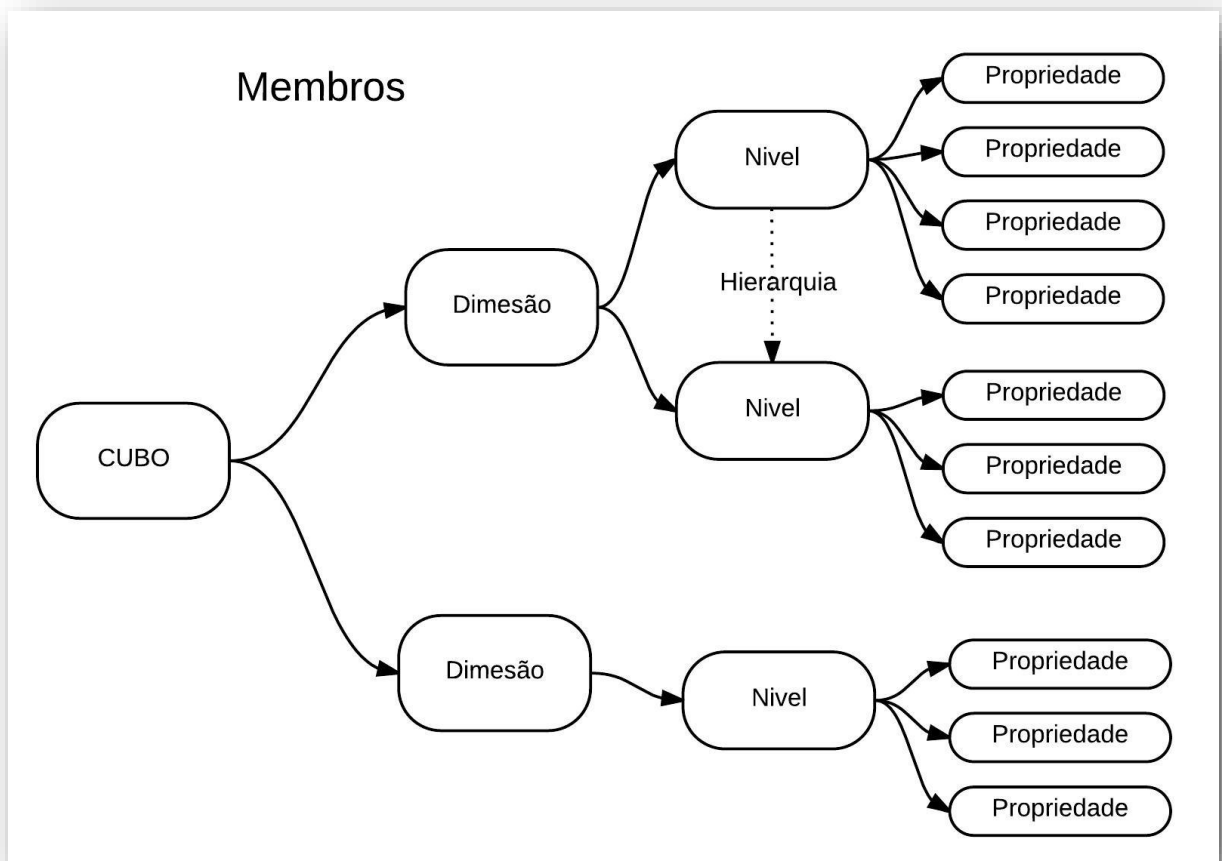 Membros
CUBO
Dimesão
Nivel
Propriedade
Propriedade
Propriedade
Propriedade
Hierarquia
Nivel
Propriedade
Propriedade
Propriedade
Dimesão
Nivel
Propriedade
Propriedade
Propriedade